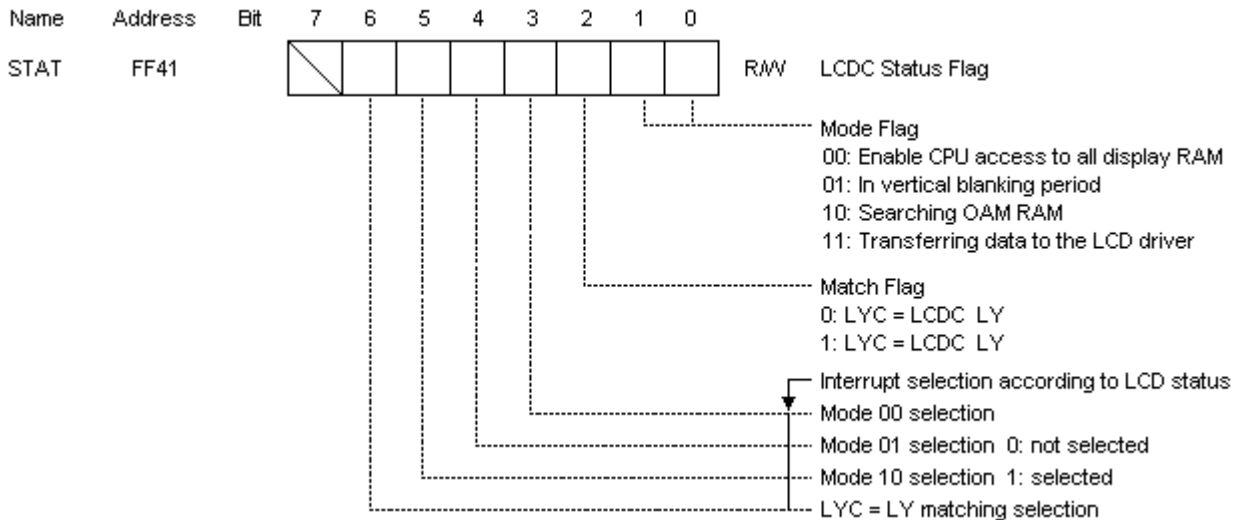 Name Address Bit 7 6 5 4 3 2 1 0
STAT FF41 R/W LCDC Status Flag
Mode Flag
00: Enable CPU access to all display RAM
01: In vertical blanking period
10: Searching OAM RAM
11: Transferring data to the LCD driver
Match Flag
0: LYC = LCDC LY
1: LYC = LCDC LY
Interrupt selection according to LCD status
Mode 00 selection
Mode 01 selection 0: not selected
Mode 10 selection 1: selected
LYC = LY matching selection